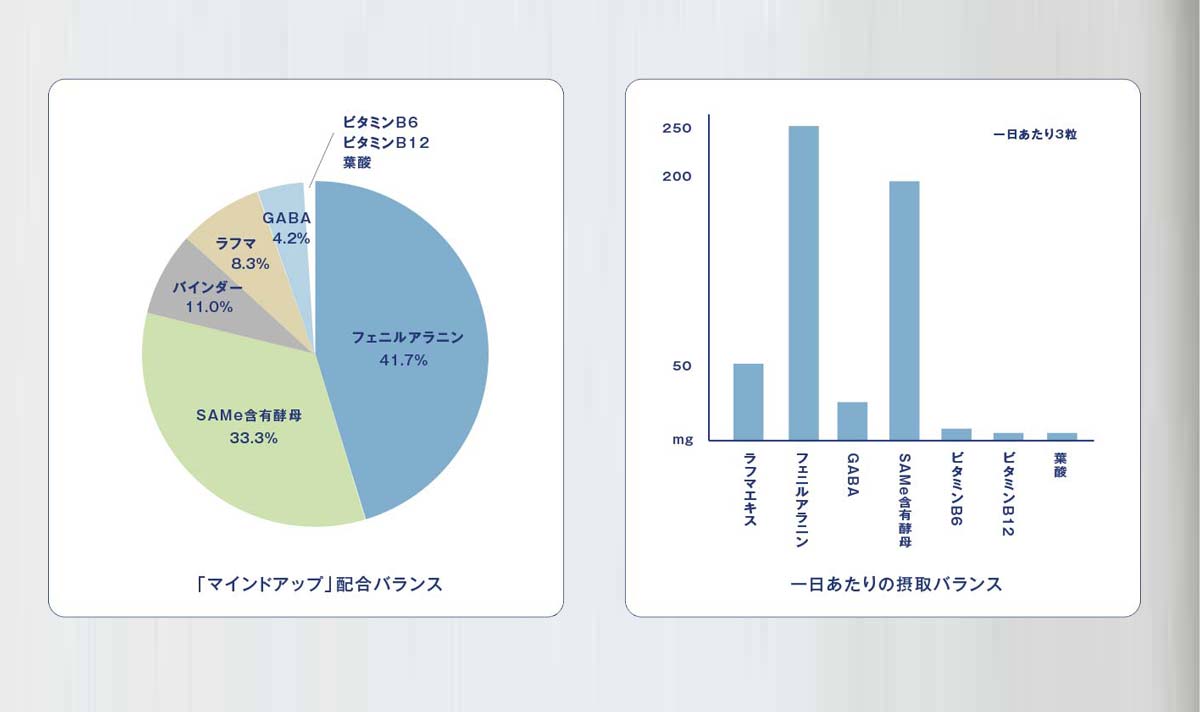 ビタミンB6
ビタミンB12
葉酸
GABA
4.2%
ラフマ
8.3%
バインダー
11.0%
フェニルアラニン
41.7%
SAMe含有酵母
33.3%
「マインドアップ」配合バランス
250
一日あたり3粒
200
50
mg
ラフマエキス
フェニルアラニン
GABA
SAMe含有酵母
ビタミンB6
ビタミンB12
葉酸
一日あたりの摂取バランス